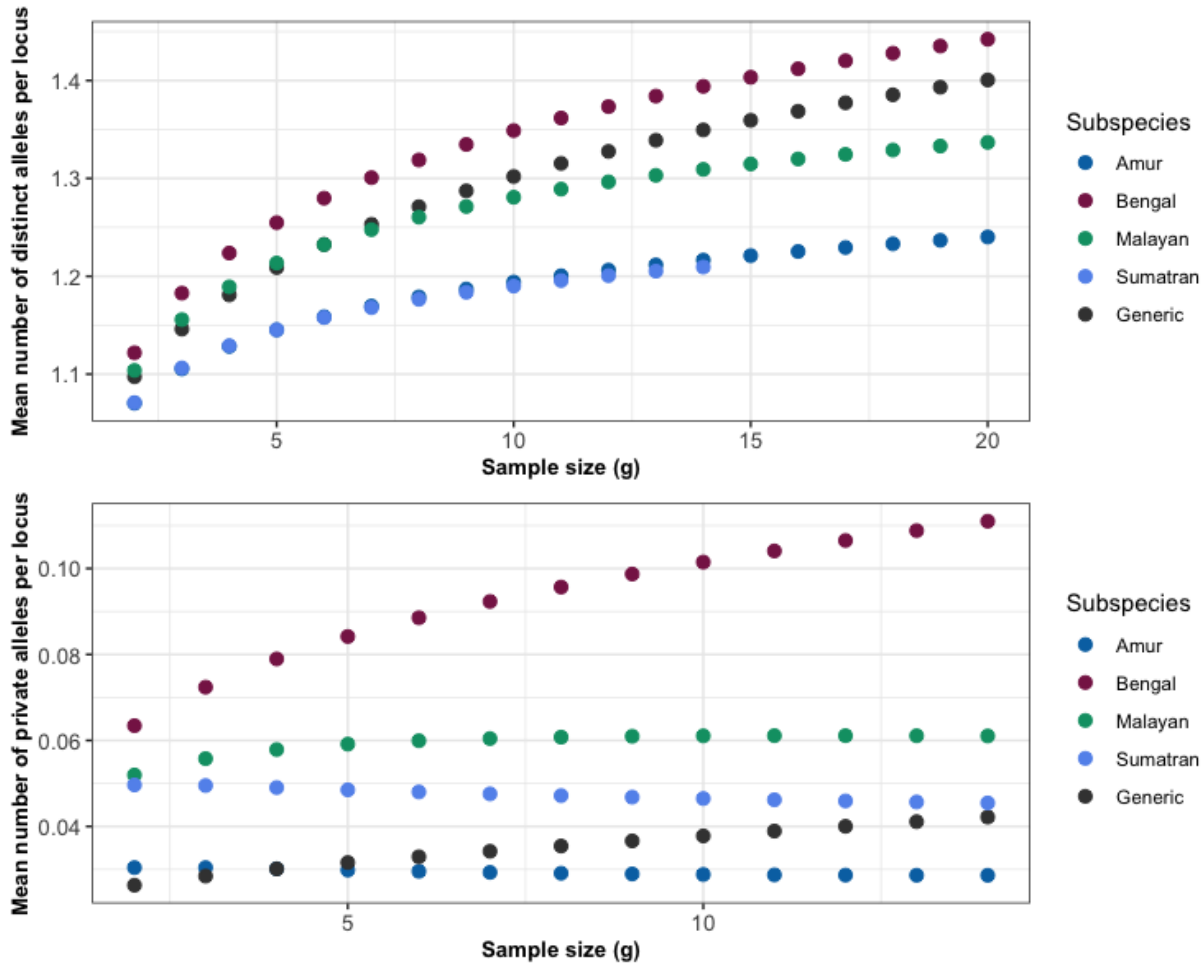 Mean number of distinct alleles per locus
1.4
1.3
1.2
1.1
5 10 15 20
Sample size (g)
Subspecies
Amur
Bengal
Malayan
Sumatran
Generic
Mean number of private alleles per locus
0.10
0.08
0.06
0.04
5 10
Sample size (g)
Subspecies
Amur
Bengal
Malayan
Sumatran
Generic